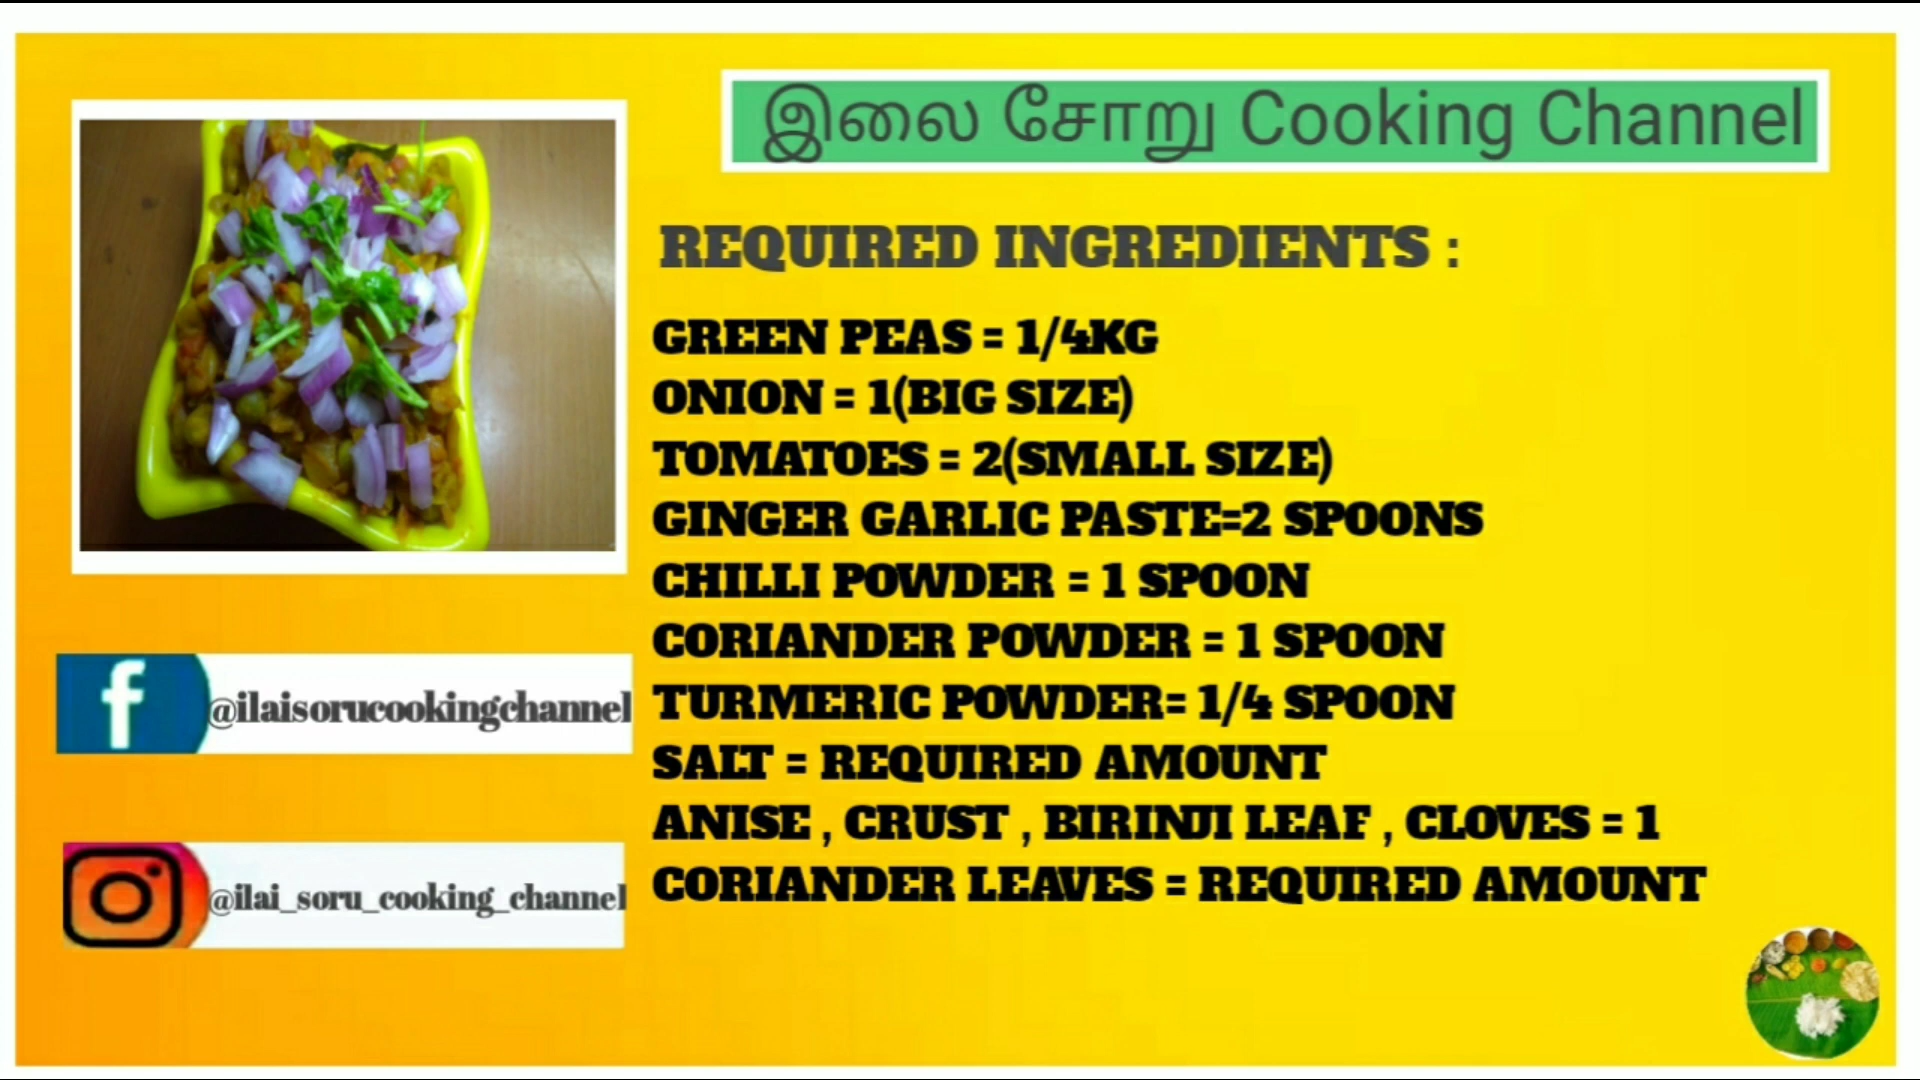 இலை சோறு Cooking Channel
REQUIRED INGREDIENTS :
GREEN PEAS = 1/4KG
ONION = 1(BIG SIZE)
TOMATOES = 2(SMALL SIZE)
GINGER GARLIC PASTE=2 SPOONS
CHILLI POWDER = 1 SPOON
CORIANDER POWDER = 1 SPOON
TURMERIC POWDER= 1/4 SPOON
SALT = REQUIRED AMOUNT
ANISE , CRUST , BIRINJI LEAF , CLOVES = 1
CORIANDER LEAVES = REQUIRED AMOUNT
@ilaisorucookingchannel
@ilai_soru_cooking_channel